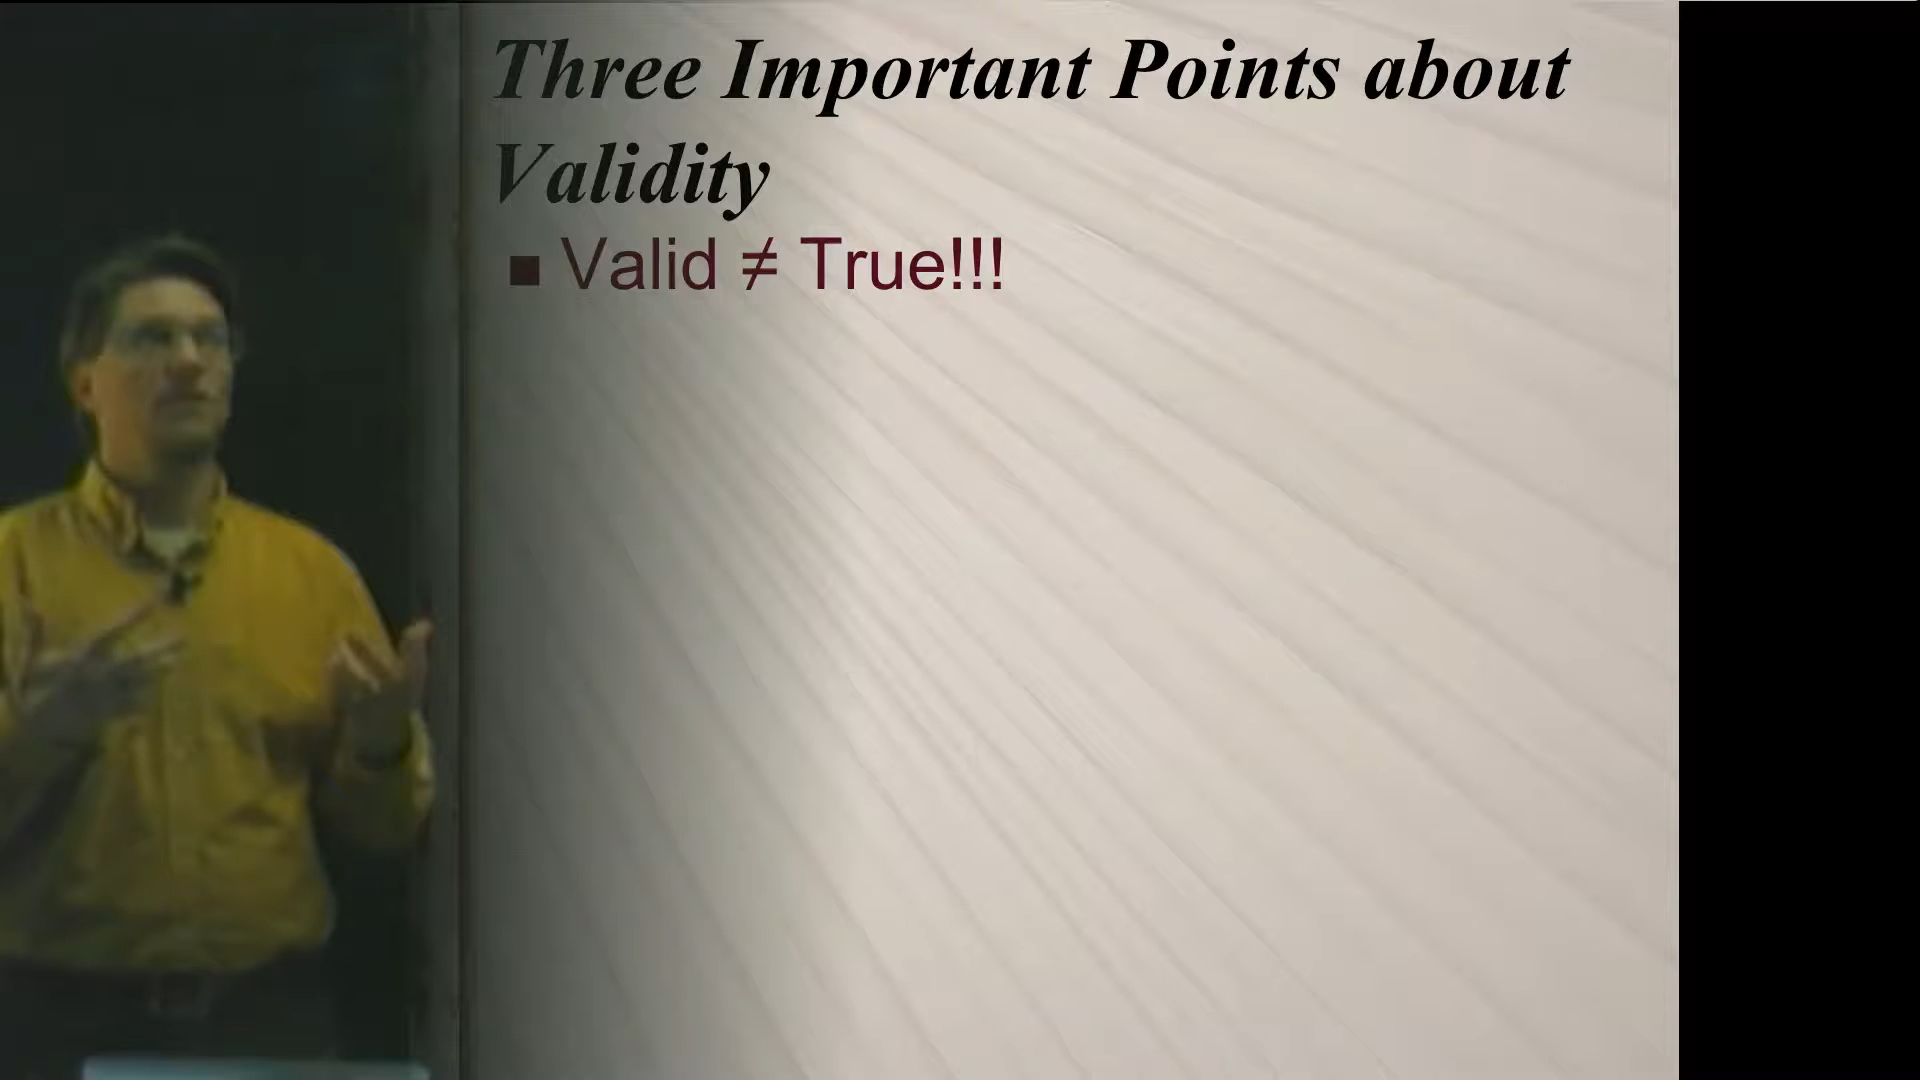 Three Important Points about
Validity
■ Valid ≠ True!!!